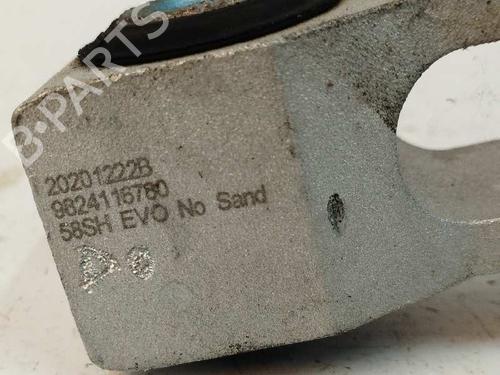 B-PARTS
20201222B
9824116780
58SH EVO No Sand